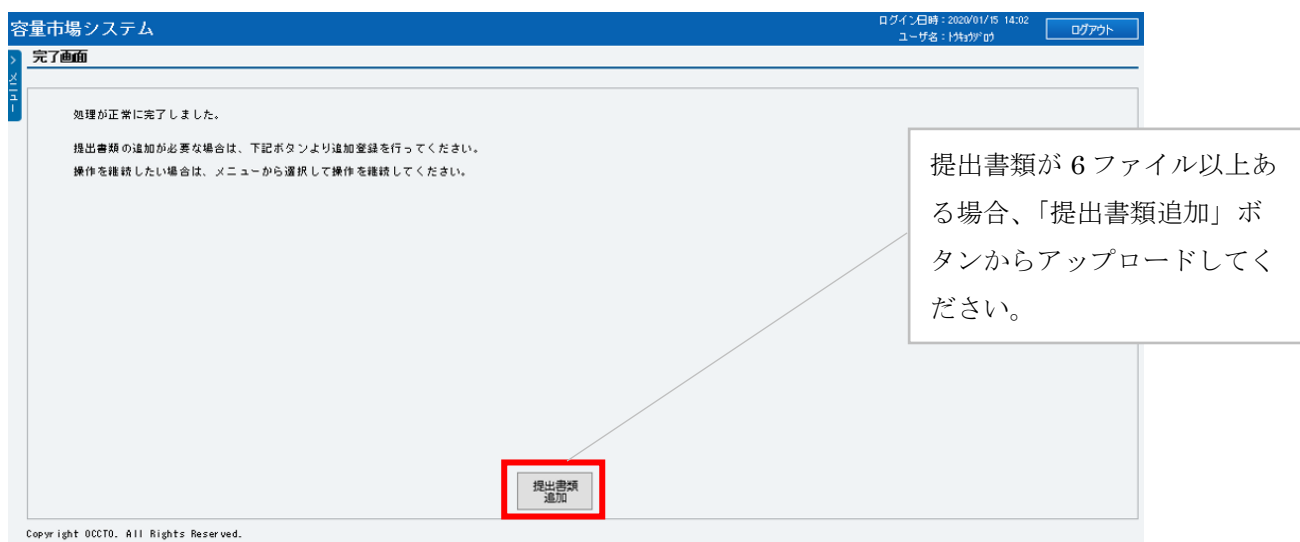 容量市場システム
ログイン日時：2020/01/15 14:02
ユーザ名：ﾄｳｷｮｳｼﾞﾛｳ
ログアウト
> メニュー
完了画面
処理が正常に完了しました。
提出書類の追加が必要な場合は、下記ボタンより追加登録を行ってください。
操作を継続したい場合は、メニューから選択して操作を継続してください。
提出書類が 6 ファイル以上あ
る場合、「提出書類追加」ボ
タンからアップロードしてく
ださい。
提出書類
追加
Copyright OCCTO. All Rights Reserved.